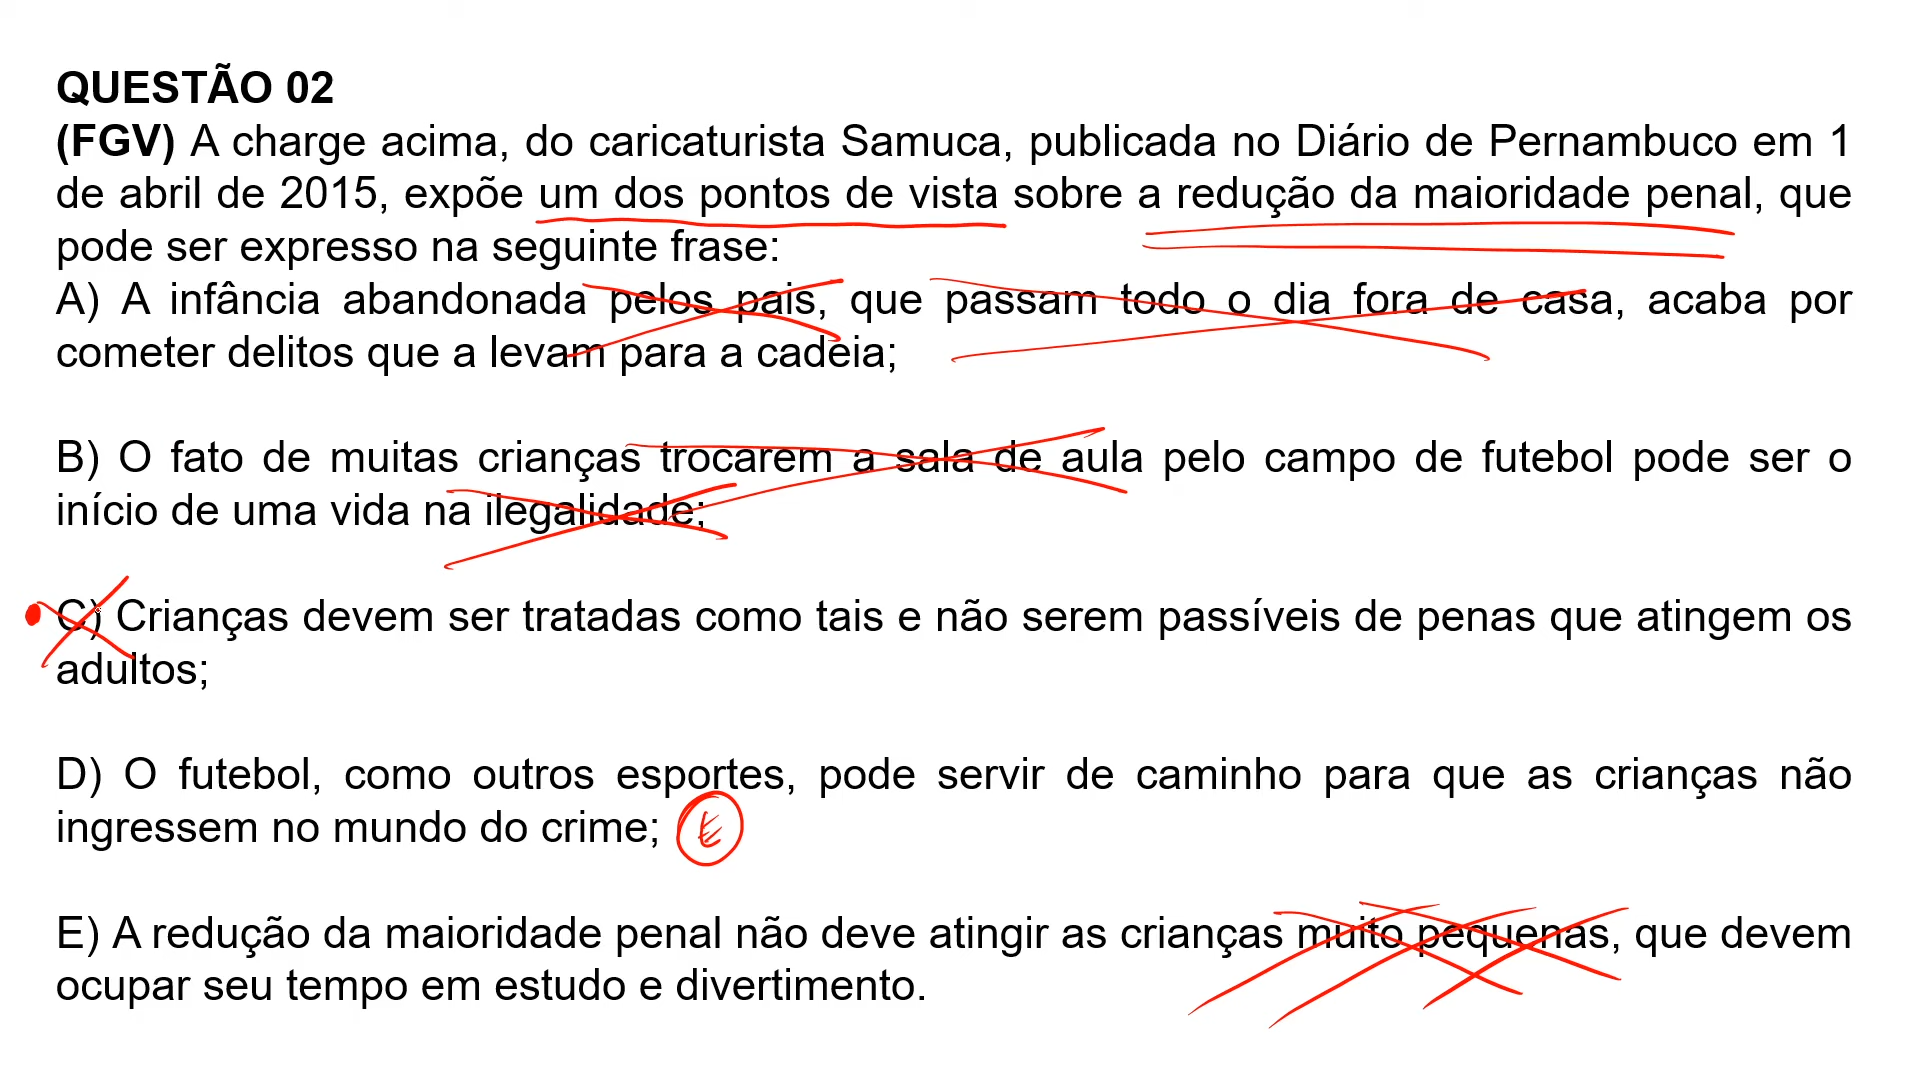 QUESTÃO 02
(FGV) A charge acima, do caricaturista Samuca, publicada no Diário de Pernambuco em 1
de abril de 2015, expõe um dos pontos de vista sobre a redução da maioridade penal, que
pode ser expresso na seguinte frase:
A) A infância abandonada pelos pais, que passam todo o dia fora de casa, acaba por
cometer delitos que a levam para a cadeia;
B) O fato de muitas crianças trocarem a sala de aula pelo campo de futebol pode ser o
início de uma vida na ilegalidade;
C) Crianças devem ser tratadas como tais e não serem passíveis de penas que atingem os
adultos;
D) O futebol, como outros esportes, pode servir de caminho para que as crianças não
ingressem no mundo do crime; E
E) A redução da maioridade penal não deve atingir as crianças muito pequenas, que devem
ocupar seu tempo em estudo e divertimento.